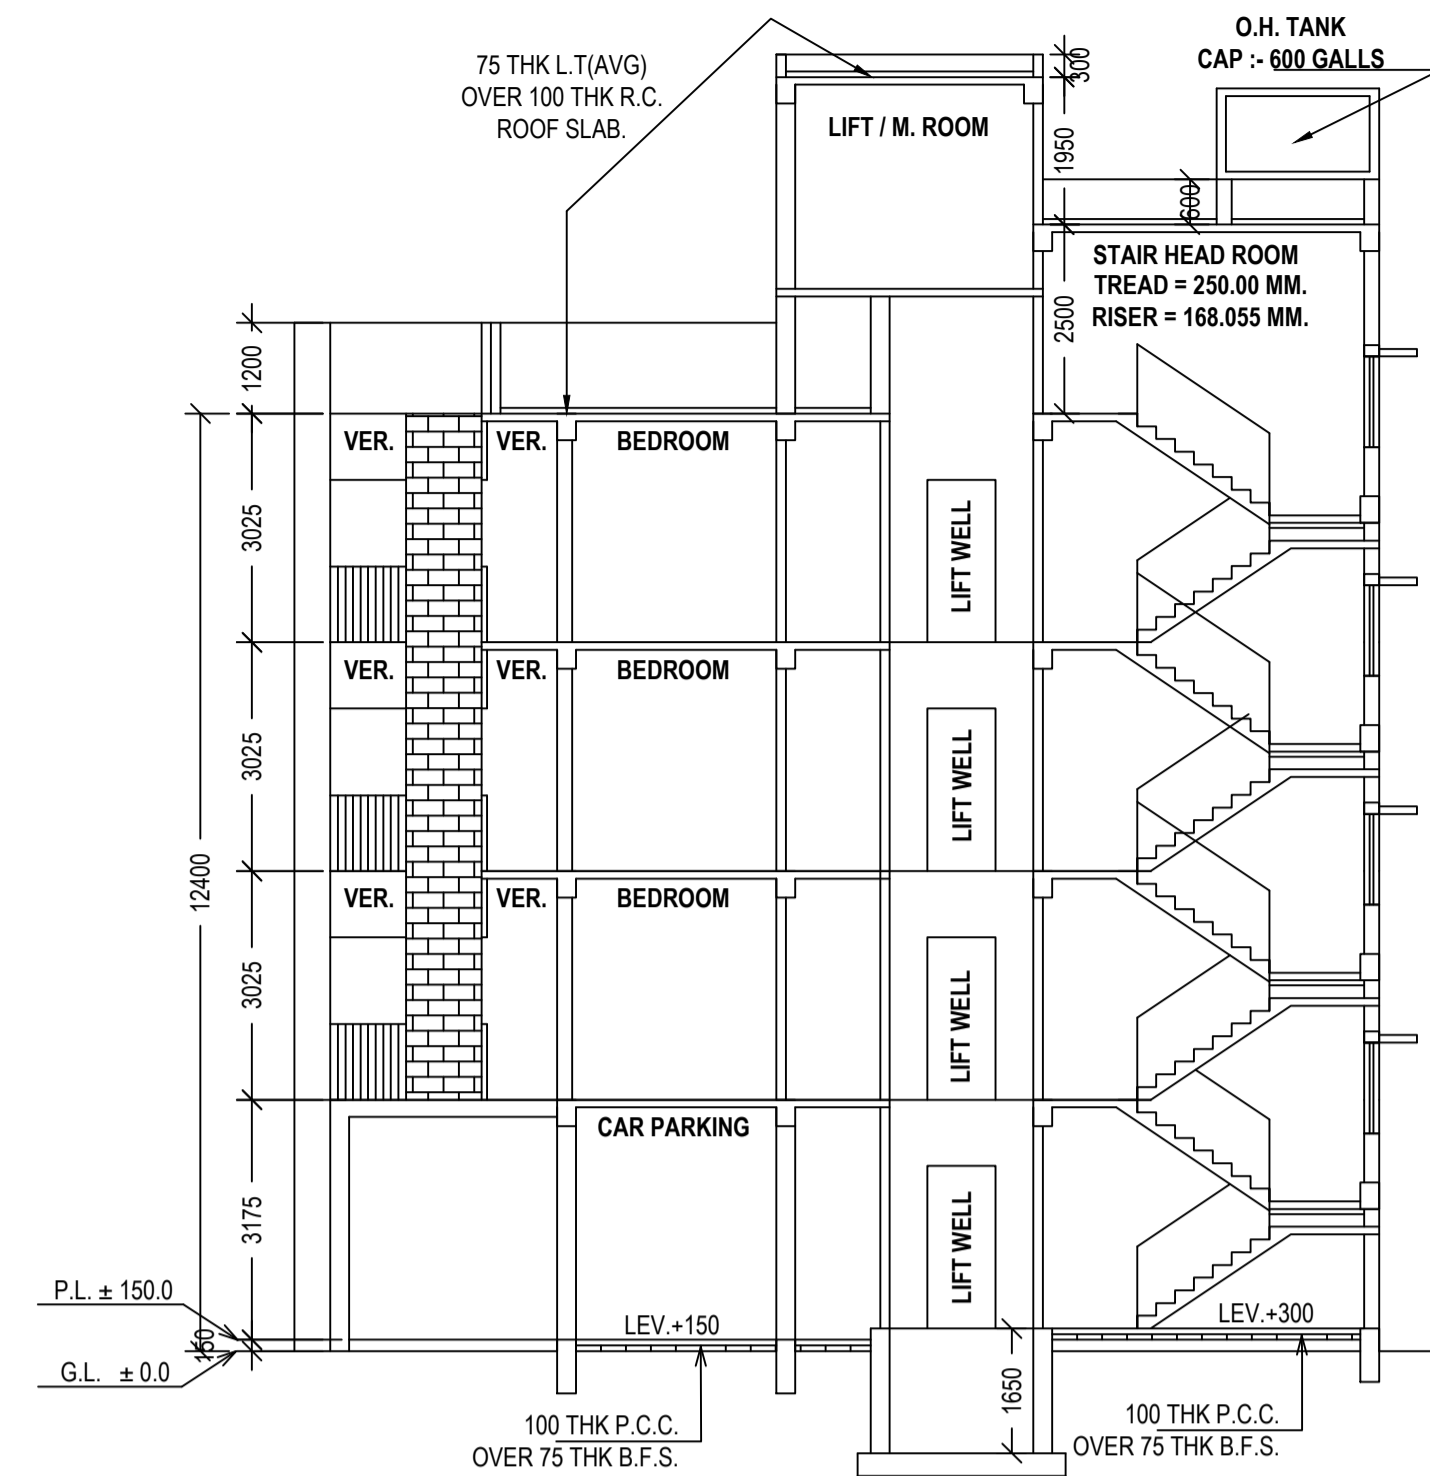 O.H. TANK
CAP :- 600 GALLS
75 THK L.T(AVG)
OVER 100 THK R.C.
ROOF SLAB.
300
LIFT / M. ROOM
1950
600
STAIR HEAD ROOM
TREAD = 250.00 MM.
RISER = 168.055 MM.
2500
1200
VER.
VER.
BEDROOM
3025
LIFT WELL
VER.
VER.
BEDROOM
3025
LIFT WELL
12400
VER.
VER.
BEDROOM
3025
LIFT WELL
CAR PARKING
3175
LIFT WELL
P.L. ± 150.0
LEV.+150
LEV.+300
150
G.L. ± 0.0
1650
100 THK P.C.C.
OVER 75 THK B.F.S.
100 THK P.C.C.
OVER 75 THK B.F.S.